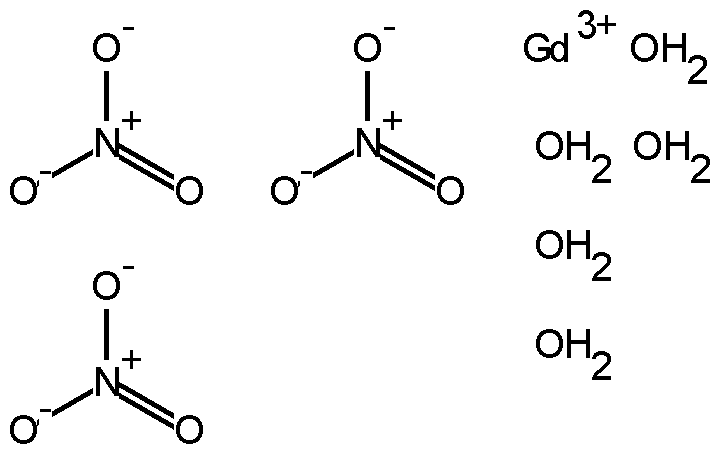 O⁻ O⁻ Gd³⁺ OH₂
N⁺ N⁺ OH₂ OH₂
O⁻ O O⁻ O
OH₂
O⁻
OH₂
N⁺
O⁻ O